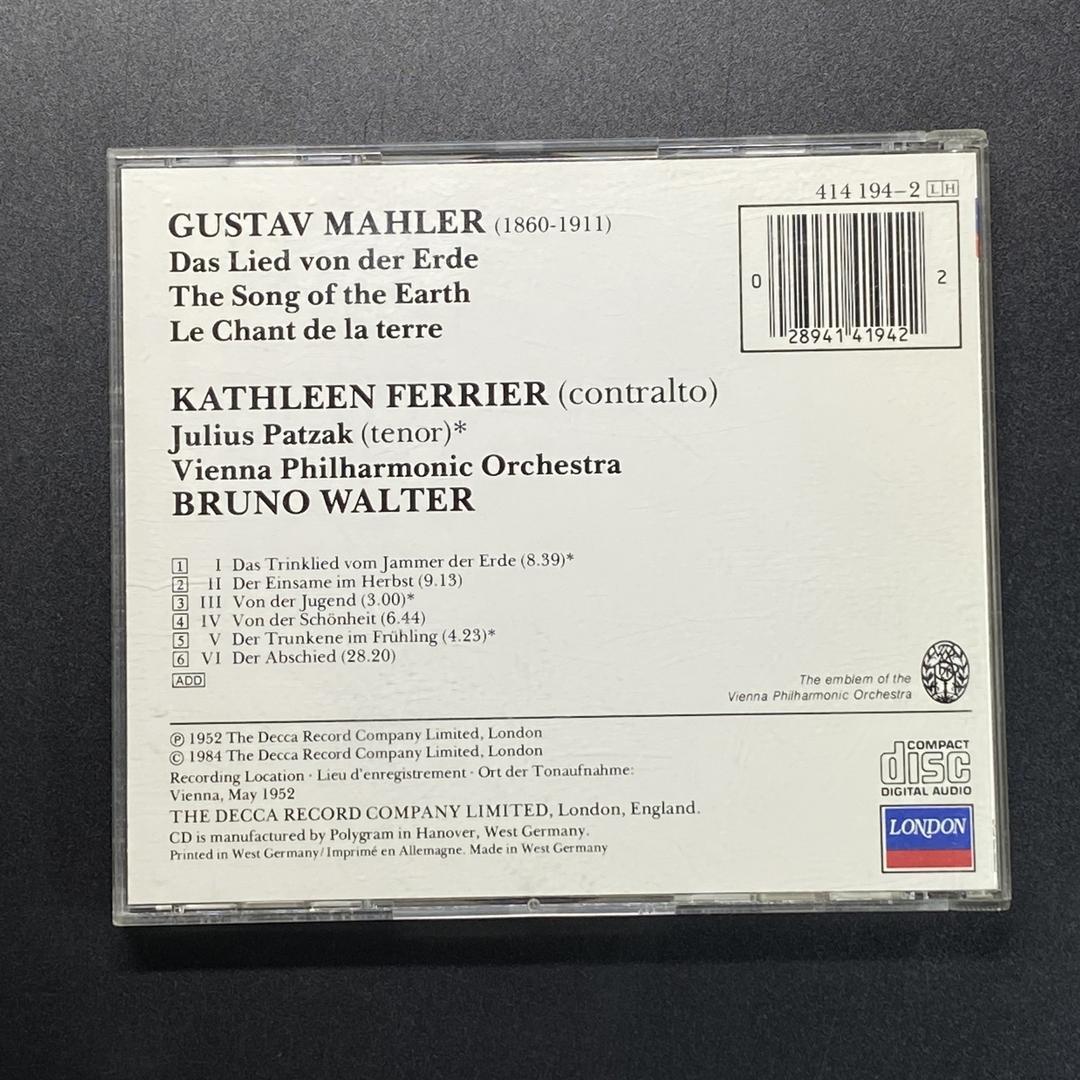 414 194-2 LH
GUSTAV MAHLER (1860-1911)
Das Lied von der Erde
The Song of the Earth
Le Chant de la terre
0 28941 41942 2
KATHLEEN FERRIER (contralto)
Julius Patzak (tenor)*
Vienna Philharmonic Orchestra
BRUNO WALTER
1 I Das Trinklied vom Jammer der Erde (8.39)*
2 II Der Einsame im Herbst (9.13)
3 III Von der Jugend (3.00)*
4 IV Von der Schönheit (6.44)
5 V Der Trunkene im Frühling (4.23)*
6 VI Der Abschied (28.20)
ADD
The emblem of the
Vienna Philharmonic Orchestra
℗ 1952 The Decca Record Company Limited, London
© 1984 The Decca Record Company Limited, London
Recording Location · Lieu d'enregistrement · Ort der Tonaufnahme:
Vienna, May 1952
THE DECCA RECORD COMPANY LIMITED, London, England.
CD is manufactured by Polygram in Hanover, West Germany.
Printed in West Germany/Imprimé en Allemagne. Made in West Germany
COMPACT
disc
DIGITAL AUDIO
LONDON